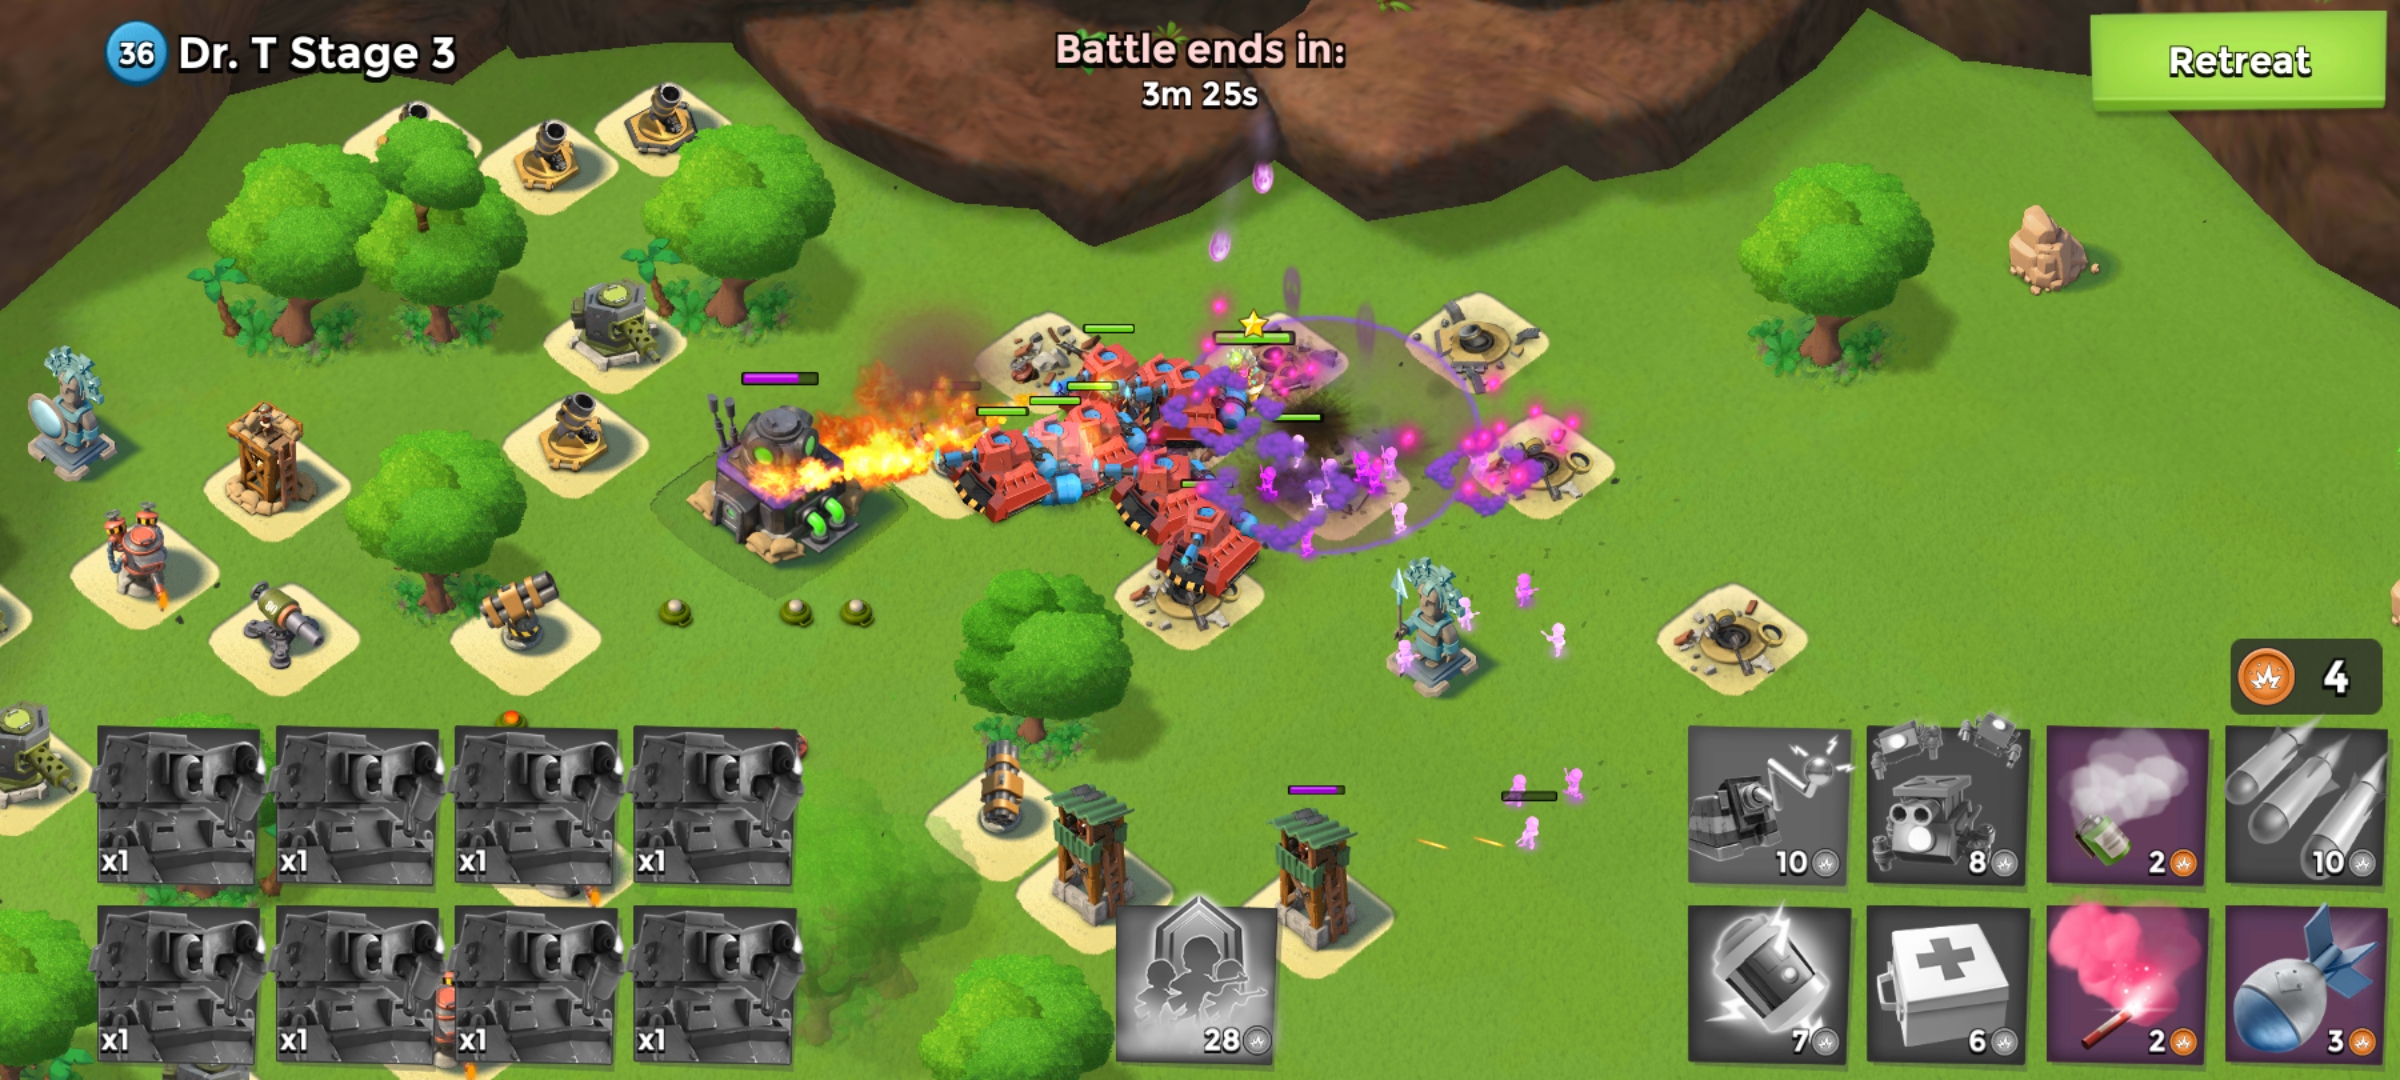 36 Dr. T Stage 3
Battle ends in:
3m 25s
Retreat
4
x1 x1 x1 x1
10 8 2 10
x1 x1 x1 x1
28
7 6 2 3